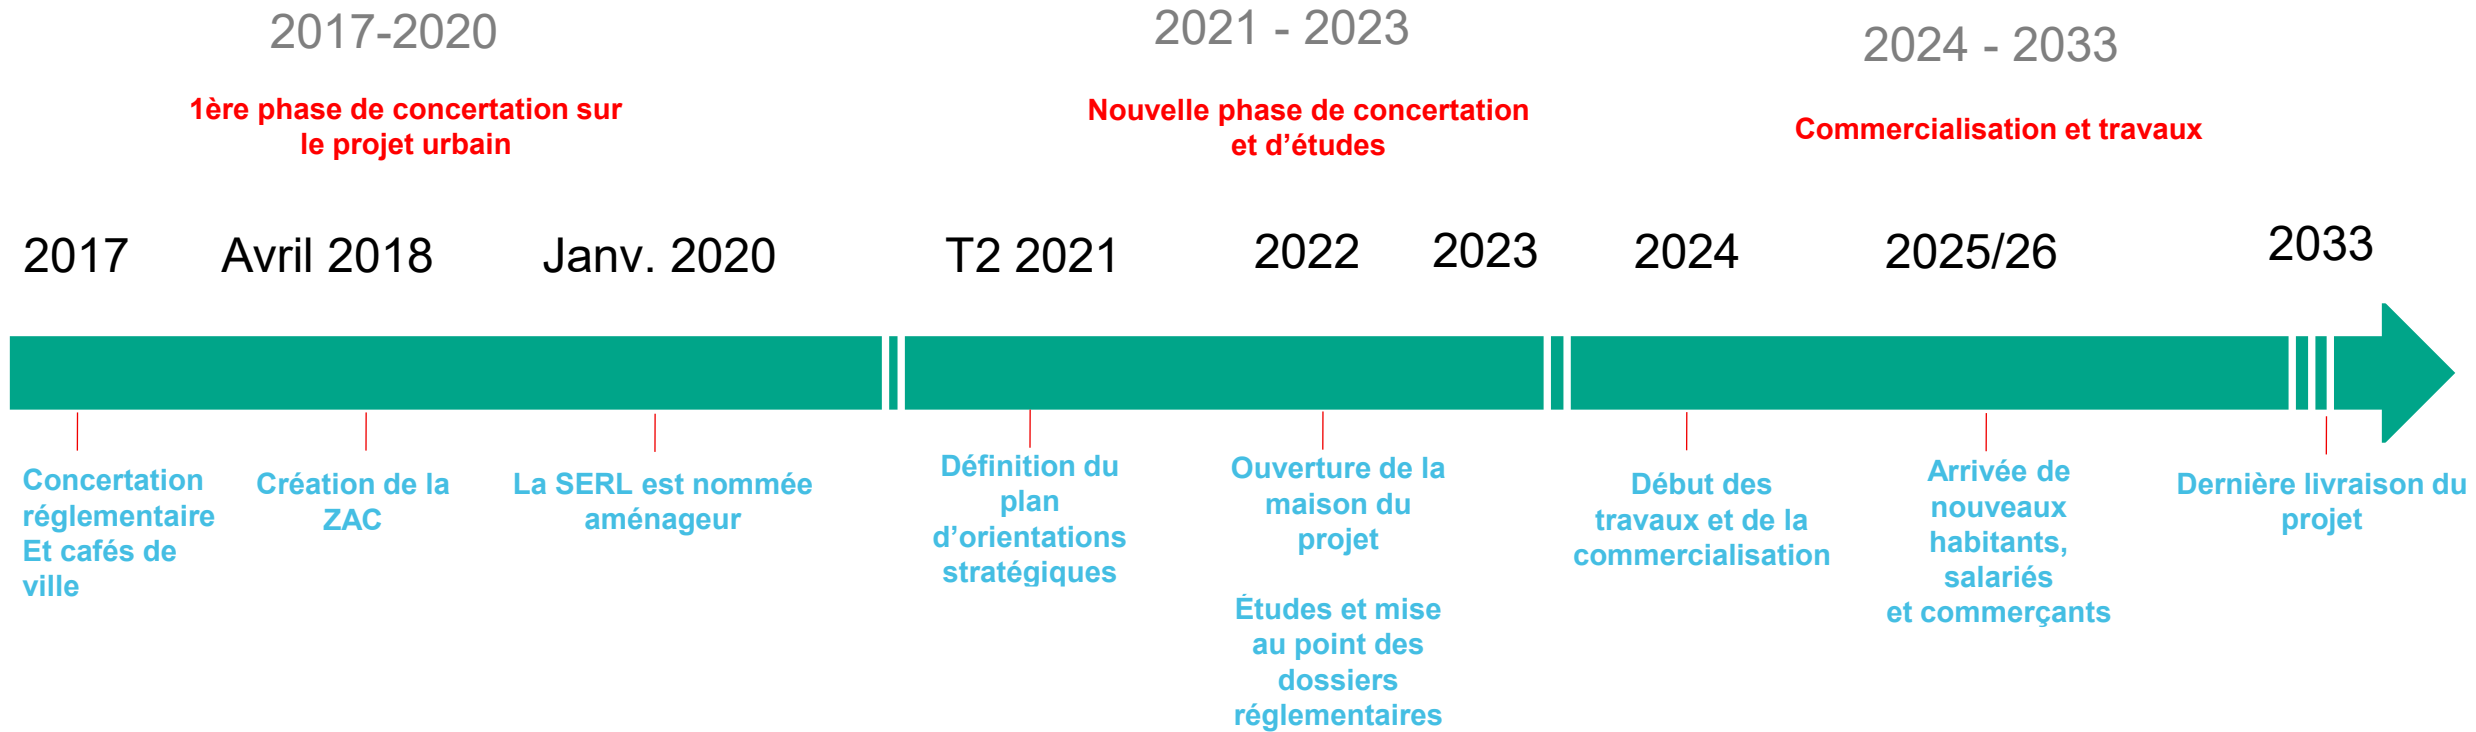 2017-2020
1ère phase de concertation sur
le projet urbain
2021 - 2023
Nouvelle phase de concertation
et d’études
2024 - 2033
Commercialisation et travaux
2017
Avril 2018
Janv. 2020
T2 2021
2022
2023
2024
2025/26
2033
Concertation
réglementaire
Et cafés de
ville
Création de la
ZAC
La SERL est nommée
aménageur
Définition du
plan
d’orientations
stratégiques
Ouverture de la
maison du
projet
Études et mise
au point des
dossiers
réglementaires
Début des
travaux et de la
commercialisation
Arrivée de
nouveaux
habitants,
salariés
et commerçants
Dernière livraison du
projet